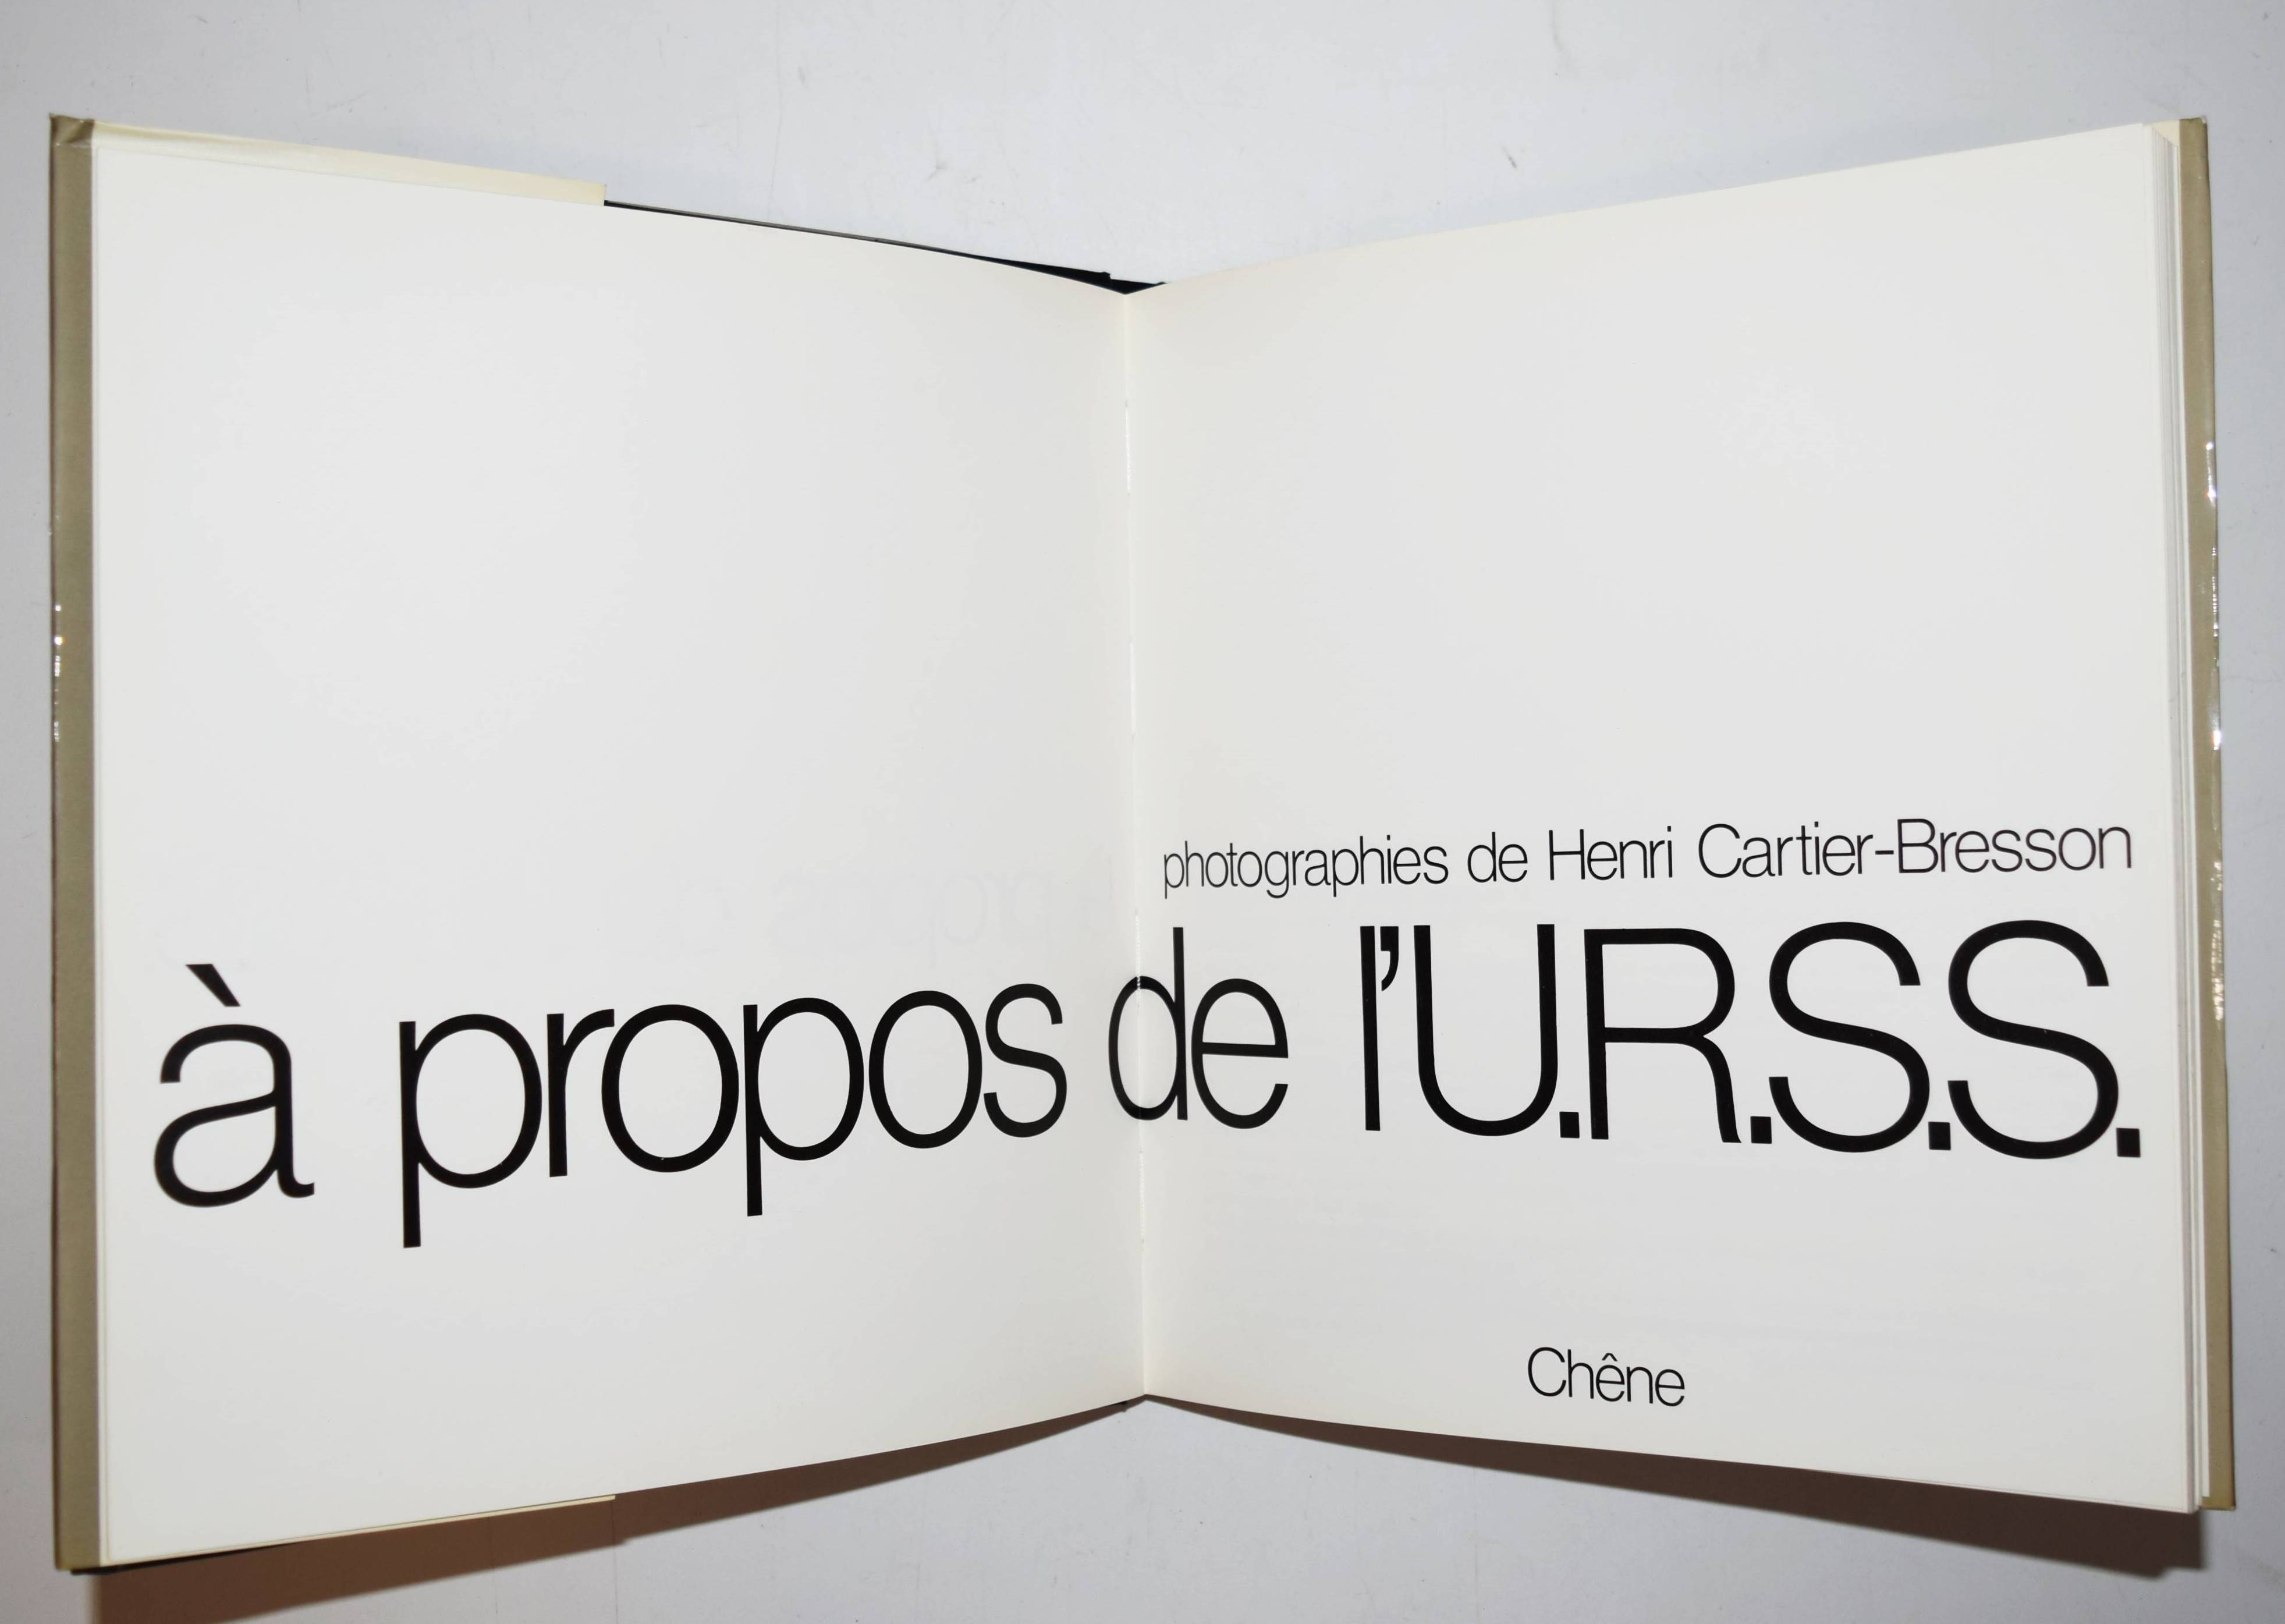 photographies de Henri Cartier-Bresson
à propos de l'U.R.S.S.
Chêne